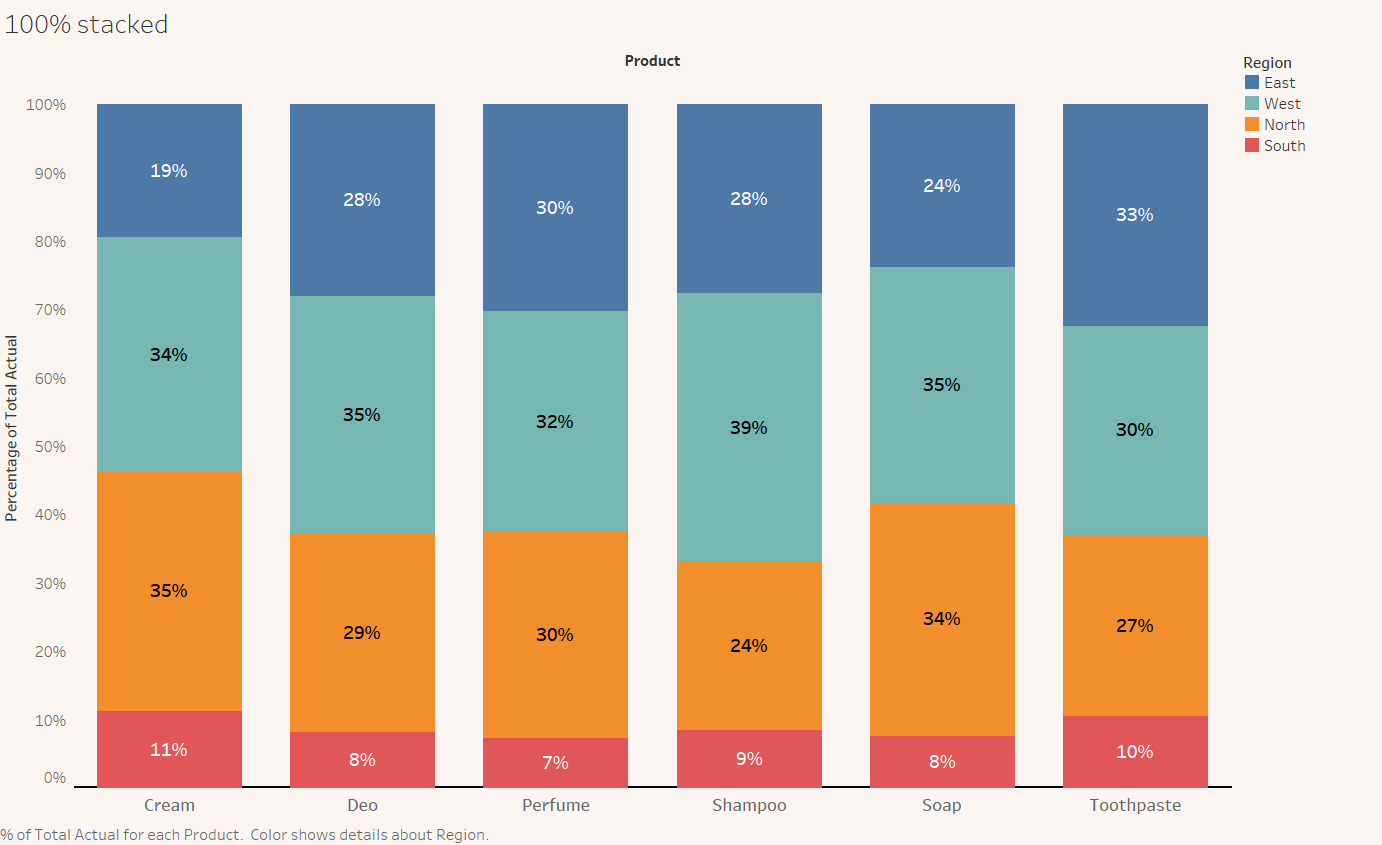 100% stacked
Product
Region
East
West
North
South
Percentage of Total Actual
100%
90%
80%
70%
60%
50%
40%
30%
20%
10%
0%
19%
34%
35%
11%
28%
35%
29%
8%
30%
32%
30%
7%
28%
39%
24%
9%
24%
35%
34%
8%
33%
30%
27%
10%
Cream
Deo
Perfume
Shampoo
Soap
Toothpaste
% of Total Actual for each Product.  Color shows details about Region.